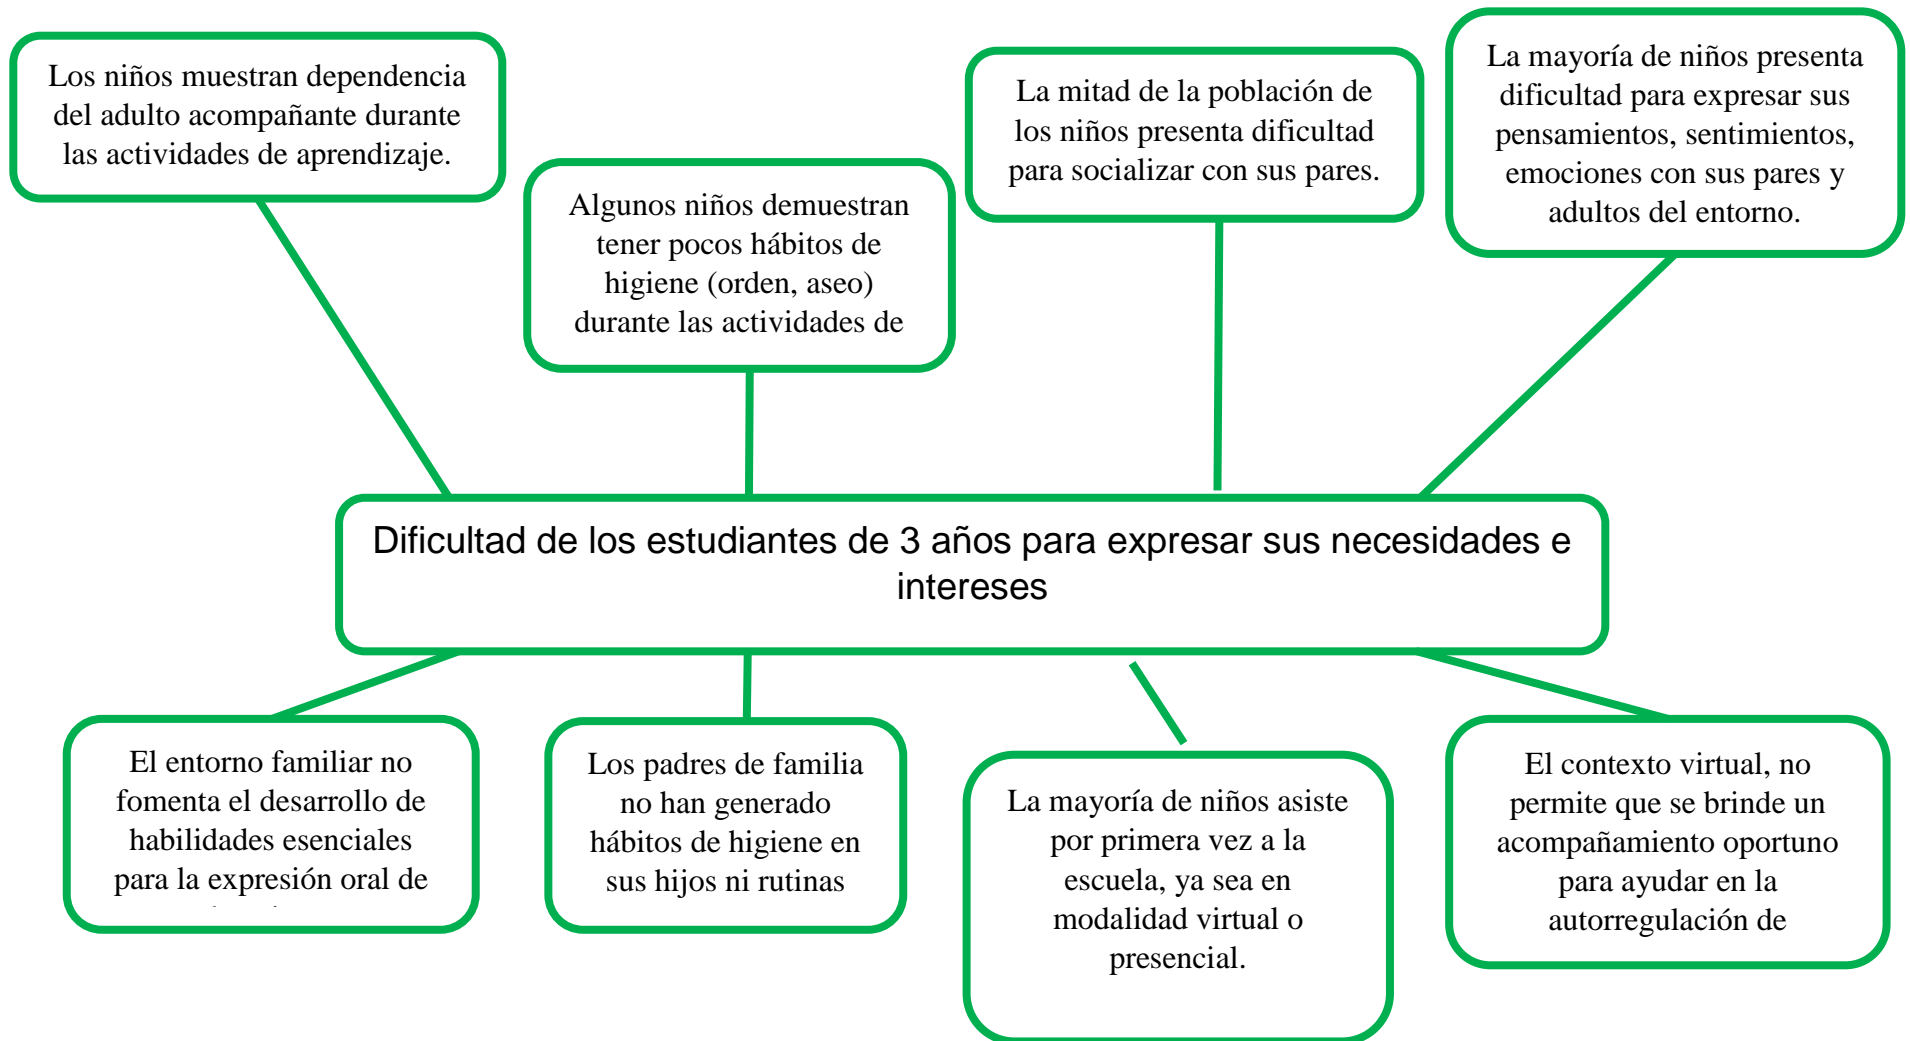 Los niños muestran dependencia
del adulto acompañante durante
las actividades de aprendizaje.
Algunos niños demuestran
tener pocos hábitos de
higiene (orden, aseo)
durante las actividades de
La mitad de la población de
los niños presenta dificultad
para socializar con sus pares.
La mayoría de niños presenta
dificultad para expresar sus
pensamientos, sentimientos,
emociones con sus pares y
adultos del entorno.
Dificultad de los estudiantes de 3 años para expresar sus necesidades e
intereses
El entorno familiar no
fomenta el desarrollo de
habilidades esenciales
para la expresión oral de
Los padres de familia
no han generado
hábitos de higiene en
sus hijos ni rutinas
La mayoría de niños asiste
por primera vez a la
escuela, ya sea en
modalidad virtual o
presencial.
El contexto virtual, no
permite que se brinde un
acompañamiento oportuno
para ayudar en la
autorregulación de